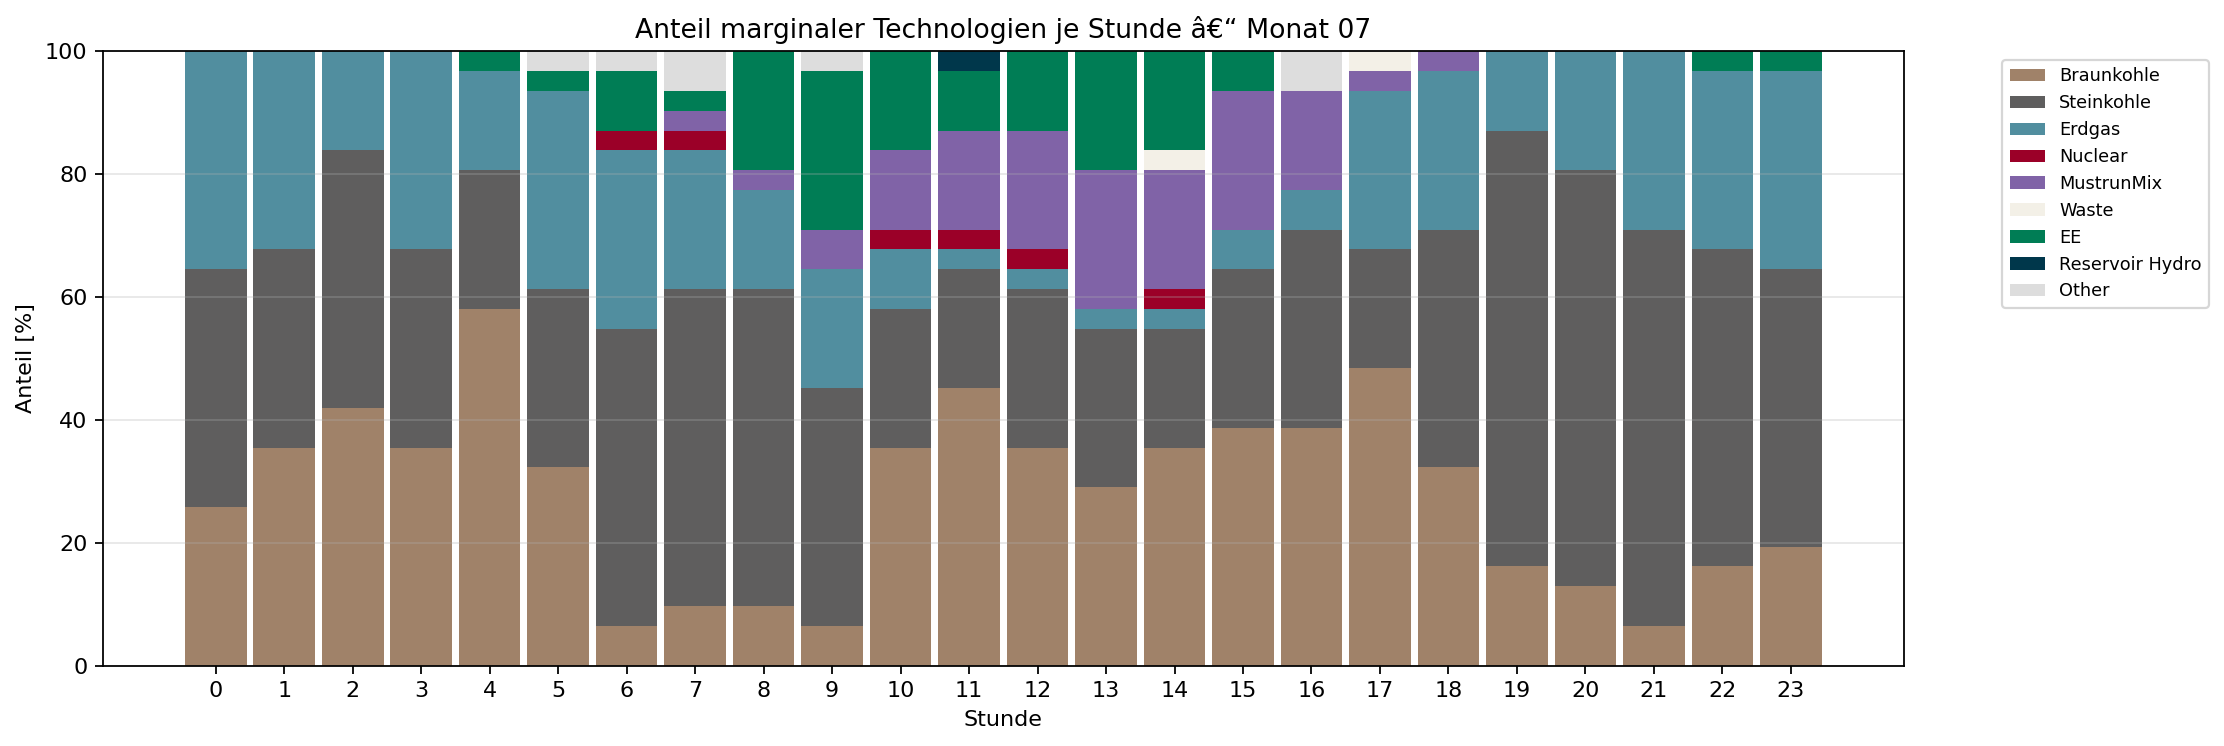 Anteil marginaler Technologien je Stunde â€“ Monat 07
Anteil [%]
100
80
60
40
20
0
0 1 2 3 4 5 6 7 8 9 10 11 12 13 14 15 16 17 18 19 20 21 22 23
Stunde
Braunkohle
Steinkohle
Erdgas
Nuclear
MustrunMix
Waste
EE
Reservoir Hydro
Other